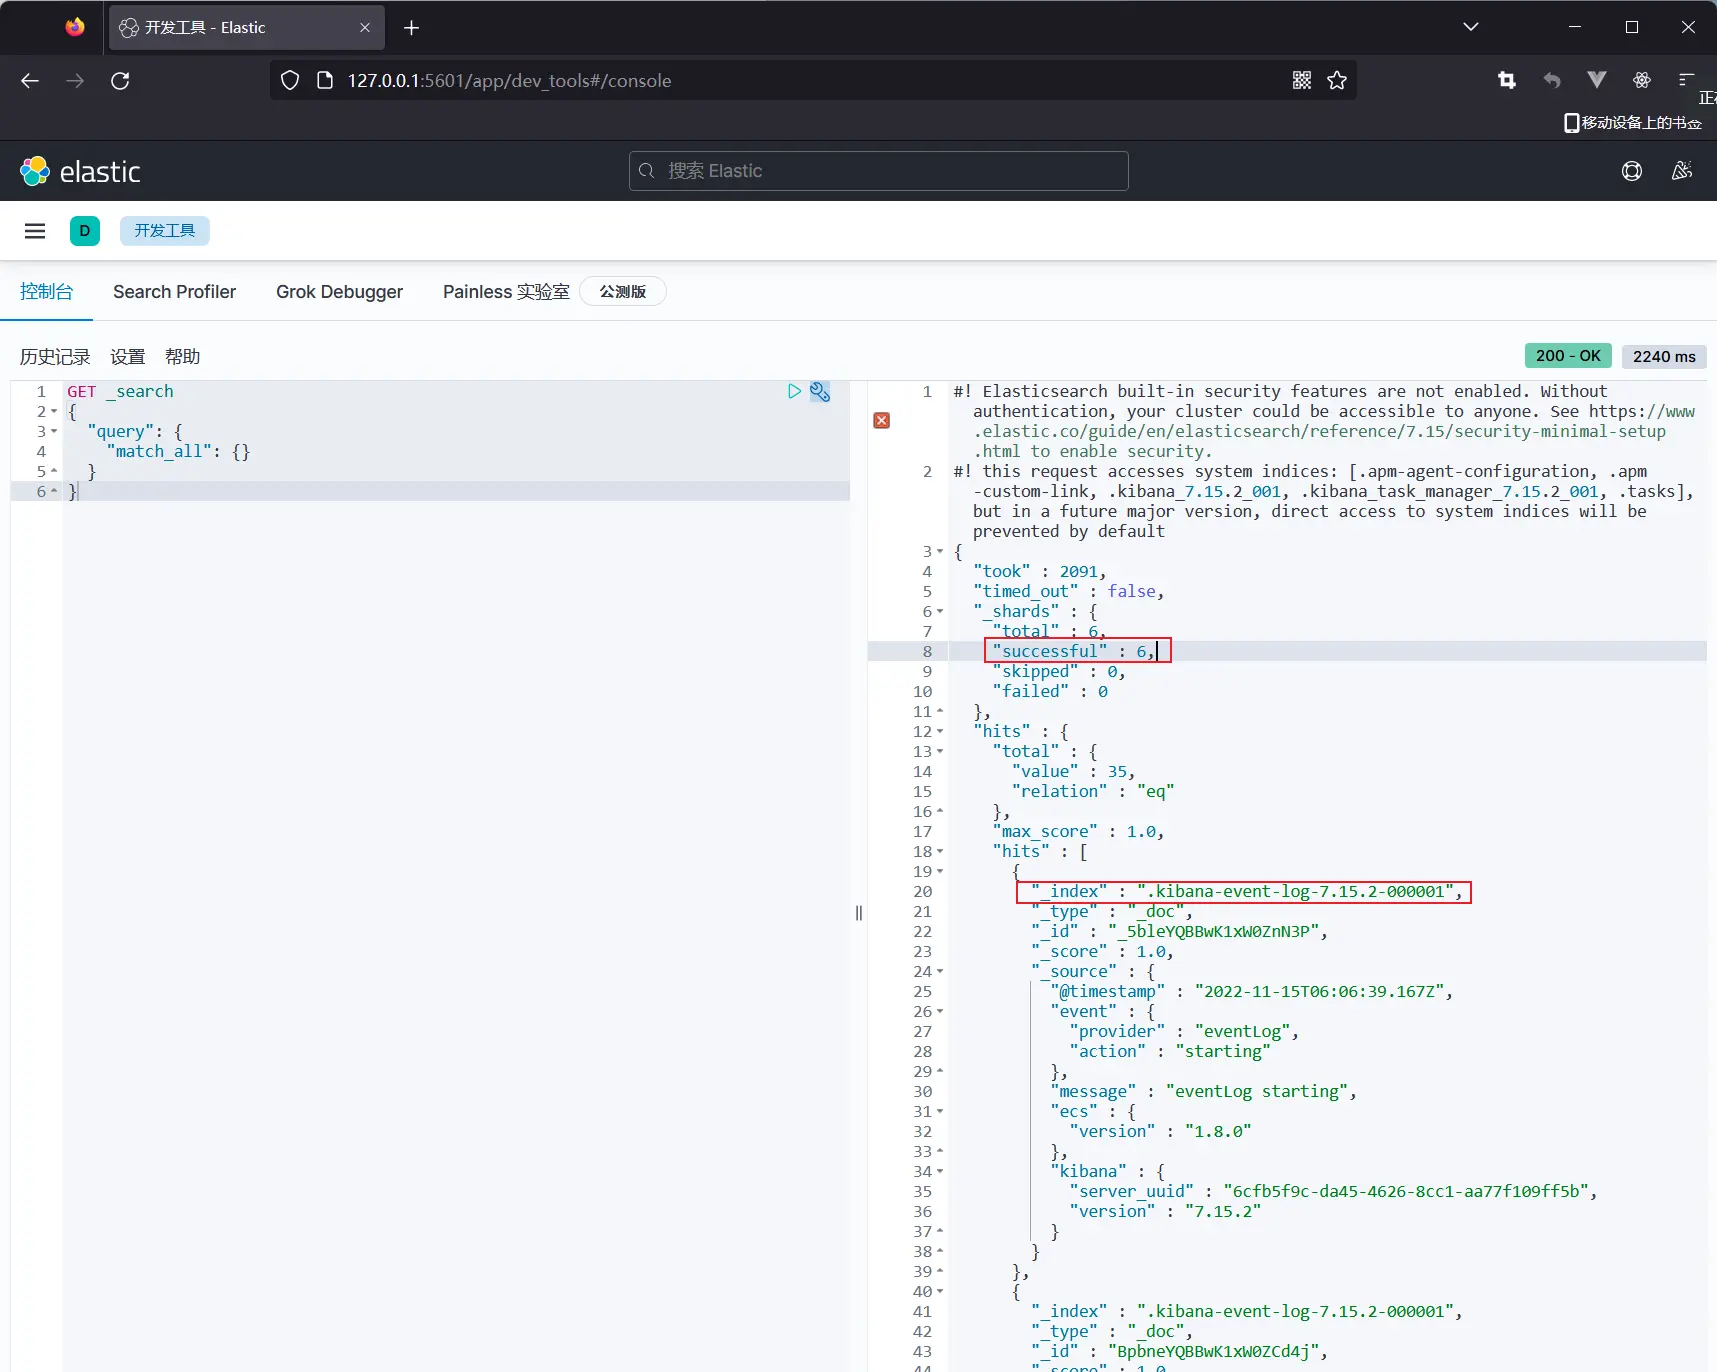 开发工具 - Elastic
127.0.0.1:5601/app/dev_tools#/console
移动设备上的书
elastic
搜索 Elastic
D
开发工具
控制台 Search Profiler Grok Debugger Painless 实验室 公测版
历史记录 设置 帮助
200 - OK 2240 ms
1 GET _search
2 {
3 "query": {
4 "match_all": {}
5 }
6 }
1 #! Elasticsearch built-in security features are not enabled. Without
authentication, your cluster could be accessible to anyone. See https://www
.elastic.co/guide/en/elasticsearch/reference/7.15/security-minimal-setup
.html to enable security.
2 #! this request accesses system indices: [.apm-agent-configuration, .apm
-custom-link, .kibana_7.15.2_001, .kibana_task_manager_7.15.2_001, .tasks],
but in a future major version, direct access to system indices will be
prevented by default
3 {
4 "took" : 2091,
5 "timed_out" : false,
6 "_shards" : {
7 "total" : 6,
8 "successful" : 6,
9 "skipped" : 0,
10 "failed" : 0
11 },
12 "hits" : {
13 "total" : {
14 "value" : 35,
15 "relation" : "eq"
16 },
17 "max_score" : 1.0,
18 "hits" : [
19 {
20 "_index" : ".kibana-event-log-7.15.2-000001",
21 "_type" : "_doc",
22 "_id" : "_5bleYQBBwK1xW0ZnN3P",
23 "_score" : 1.0,
24 "_source" : {
25 "@timestamp" : "2022-11-15T06:06:39.167Z",
26 "event" : {
27 "provider" : "eventLog",
28 "action" : "starting"
29 },
30 "message" : "eventLog starting",
31 "ecs" : {
32 "version" : "1.8.0"
33 },
34 "kibana" : {
35 "server_uuid" : "6cfb5f9c-da45-4626-8cc1-aa77f109ff5b",
36 "version" : "7.15.2"
37 }
38 }
39 },
40 {
41 "_index" : ".kibana-event-log-7.15.2-000001",
42 "_type" : "_doc",
43 "_id" : "BpbneYQBBwK1xW0ZCd4j",
44 "_score" : 1.0